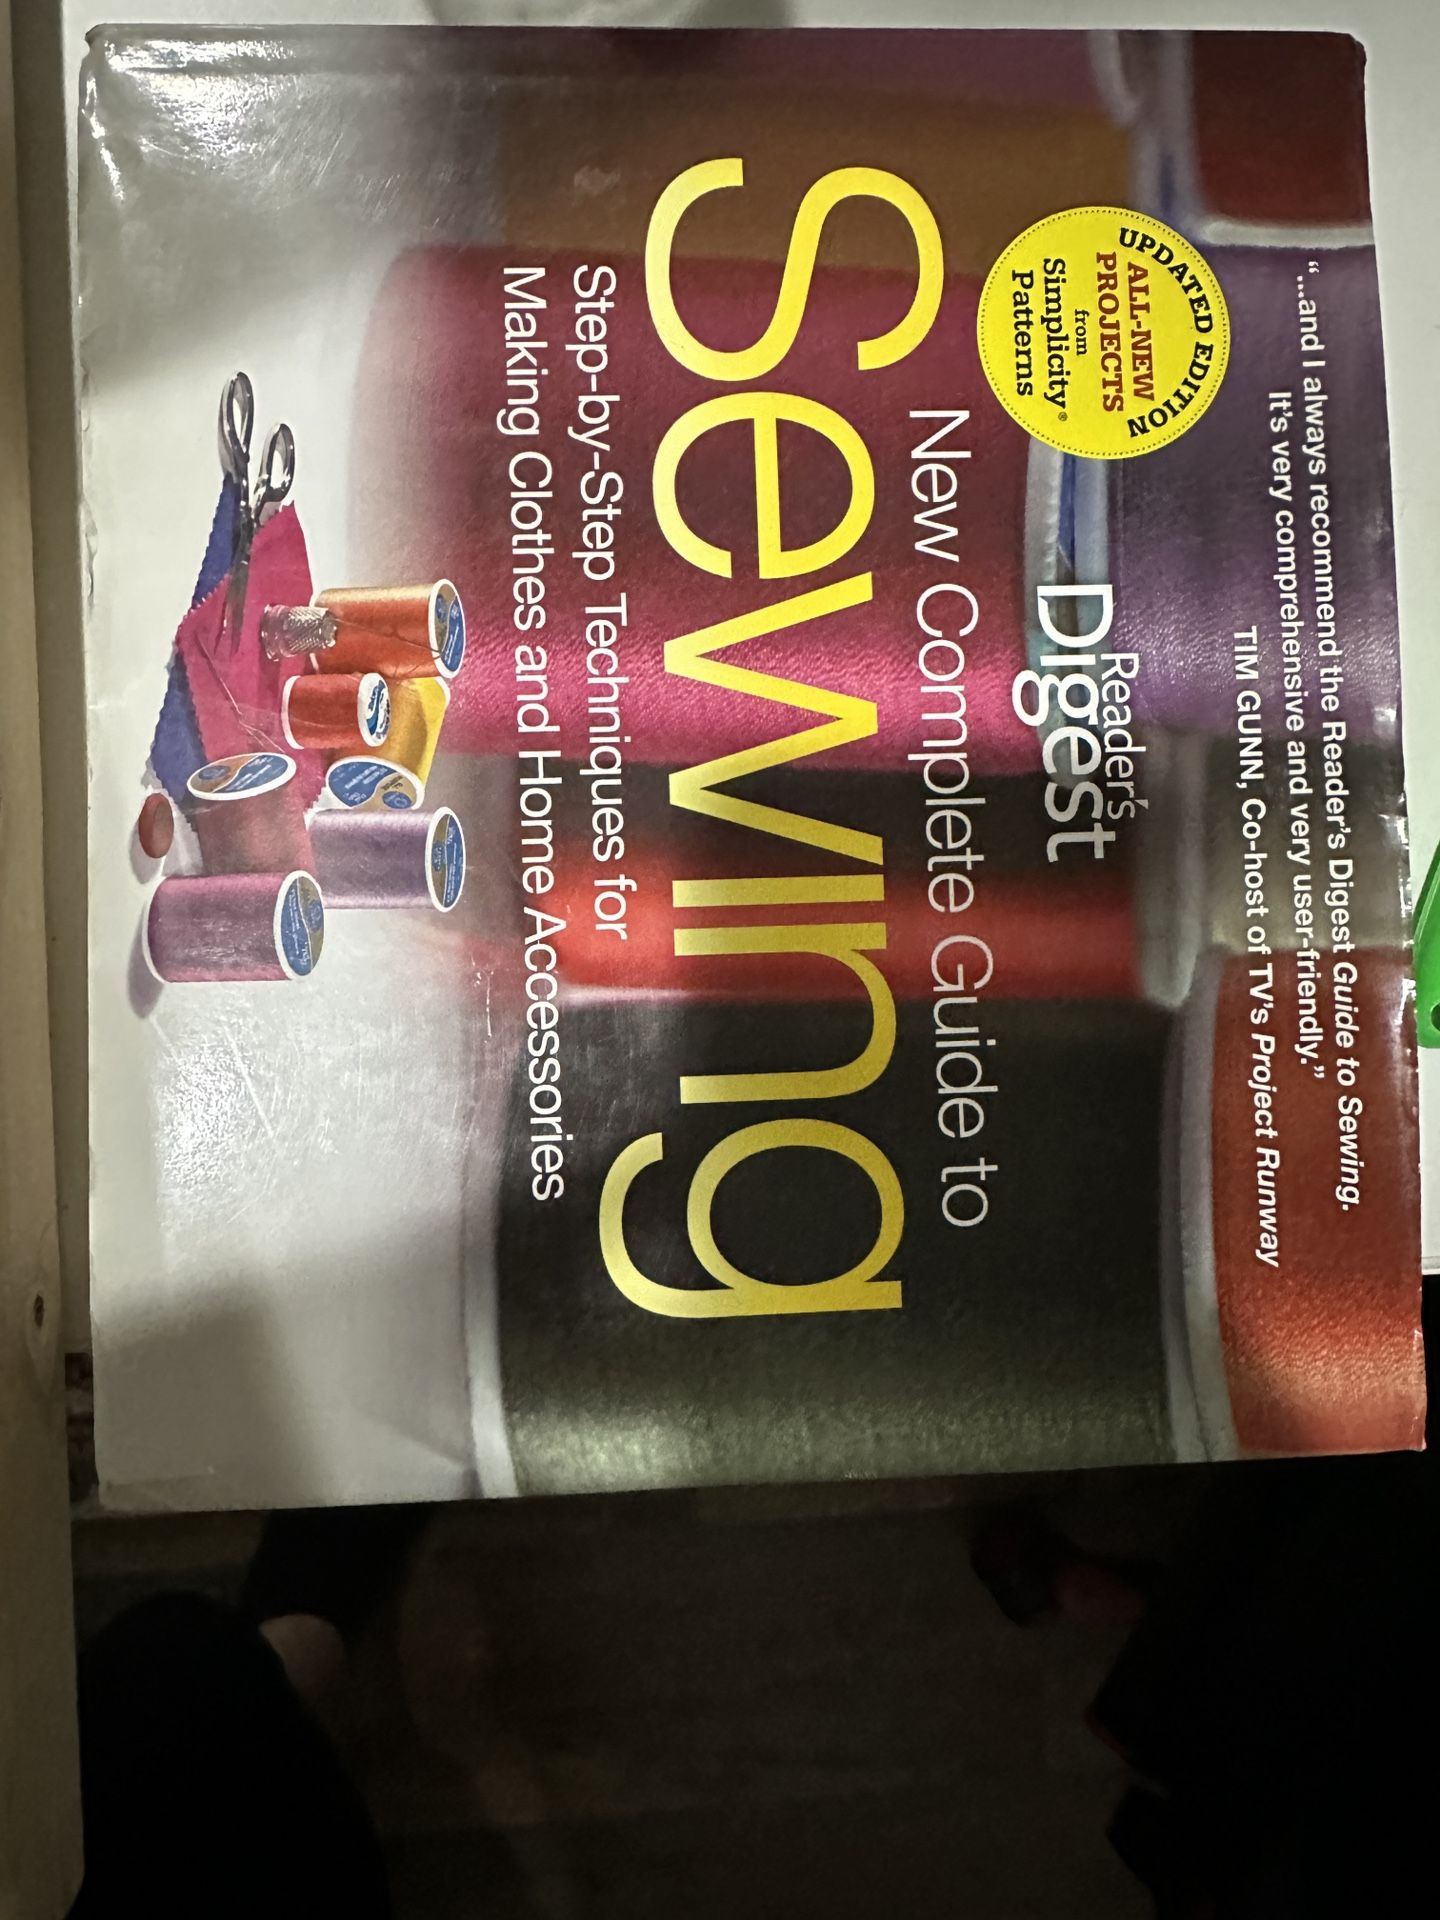 “...and I always recommend the Reader’s Digest Guide to Sewing.
It’s very comprehensive and very user-friendly.”
TIM GUNN, Co-host of TV’s Project Runway
UPDATED EDITION
ALL-NEW
PROJECTS
from
Simplicity®
Patterns
Reader’s
Digest
New Complete Guide to
Sewing
Step-by-Step Techniques for
Making Clothes and Home Accessories